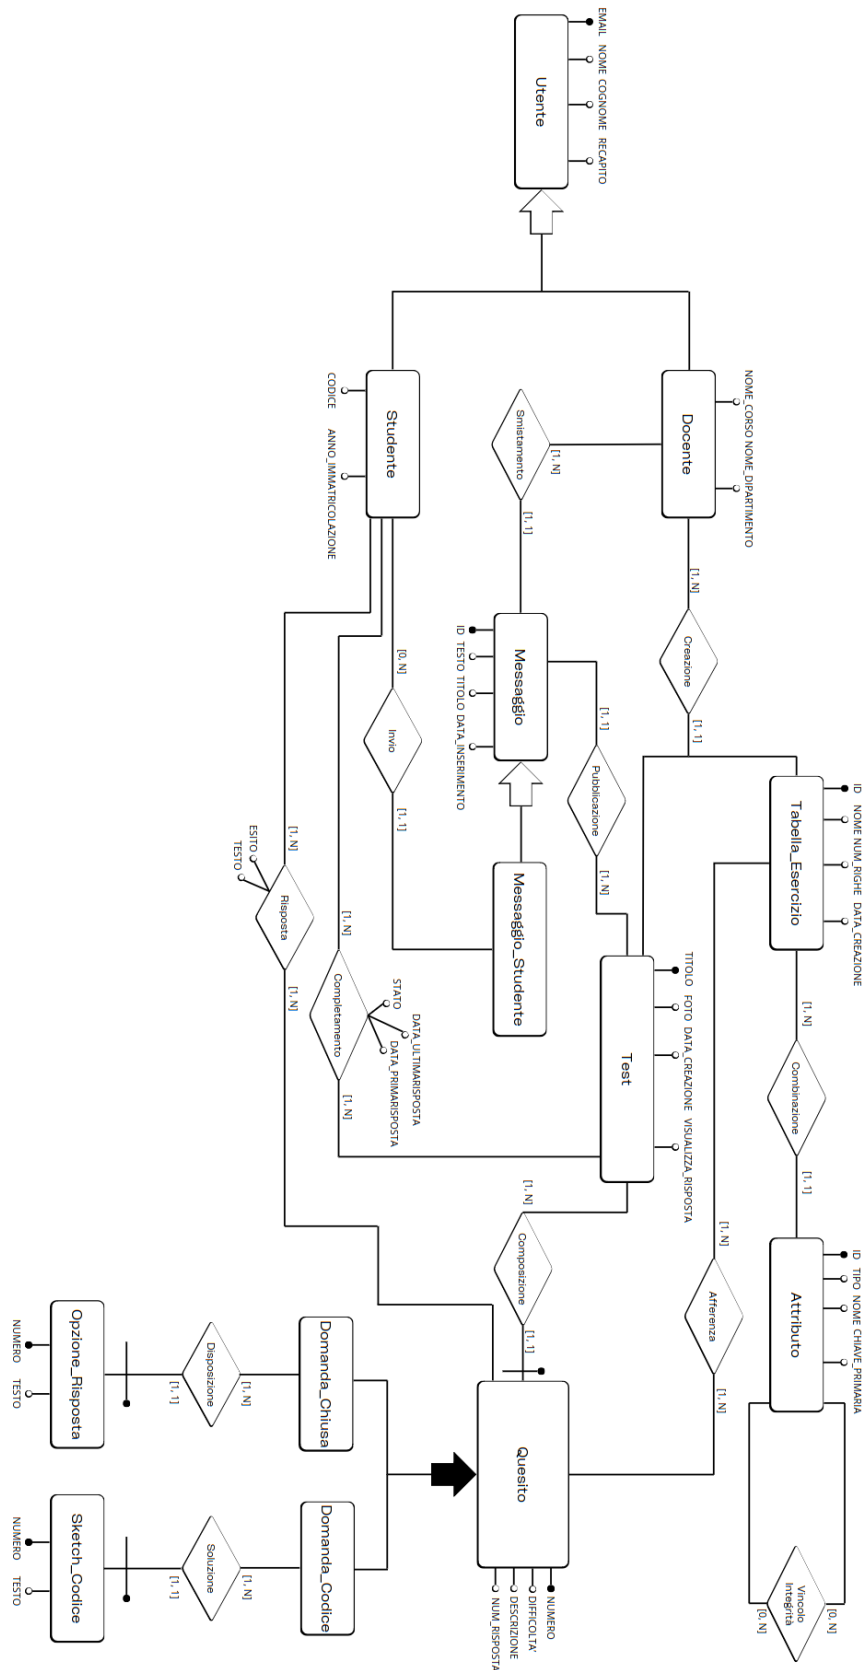 EMAIL
NOME
COGNOME
RECAPITO
Utente
NOME_CORSO
NOME_DIPARTIMENTO
Docente
CODICE
ANNO_IMMATRICOLAZIONE
Studente
Smistamento
[1, N]
[1, 1]
[1, N]
Creazione
[1, 1]
ID
TESTO
TITOLO
DATA_INSERIMENTO
Messaggio
[1, 1]
Pubblicazione
[1, N]
[0, N]
Invio
[1, 1]
Messaggio_Studente
ID
NOME
NUM_RIGHE
DATA_CREAZIONE
Tabella_Esercizio
[1, N]
Combinazione
[1, 1]
TITOLO
FOTO
DATA_CREAZIONE
VISUALIZZA_RISPOSTA
Test
[1, N]
Risposta
ESITO
TESTO
[1, N]
[1, N]
Completamento
STATO
DATA_ULTIMARISPOSTA
DATA_PRIMARISPOSTA
[1, N]
[1, N]
Composizione
[1, 1]
[1, N]
Afferenza
[1, N]
ID
TIPO
NOME
CHIAVE_PRIMARIA
Attributo
[0, N]
Vincolo
Integrità
[0, N]
Quesito
NUMERO
DIFFICOLTA'
DESCRIZIONE
NUM_RISPOSTA
Domanda_Chiusa
[1, N]
Disposizione
[1, 1]
Opzione_Risposta
NUMERO
TESTO
Domanda_Codice
[1, N]
Soluzione
[1, 1]
Sketch_Codice
NUMERO
TESTO